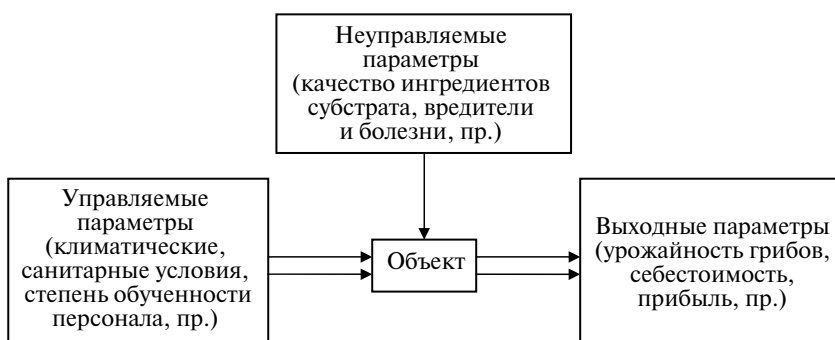 Неуправляемые
параметры
(качество ингредиентов
субстрата, вредители
и болезни, пр.)
Управляемые
параметры
(климатические,
санитарные условия,
степень обученности
персонала, пр.)
Объект
Выходные параметры
(урожайность грибов,
себестоимость,
прибыль, пр.)